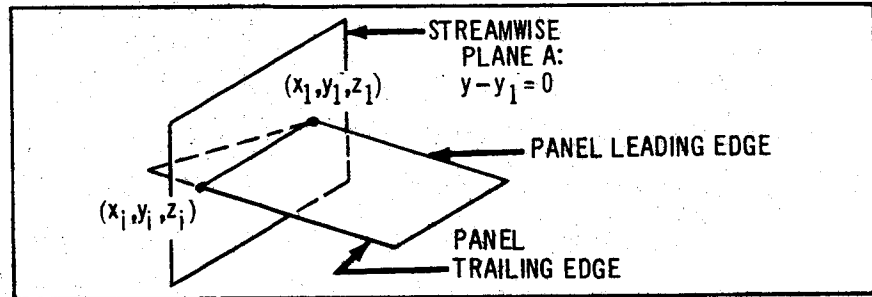 STREAMWISE
PLANE A:
y-y₁=0
(x₁,y₁,z₁)
PANEL LEADING EDGE
(xᵢ,yᵢ,zᵢ)
PANEL
TRAILING EDGE